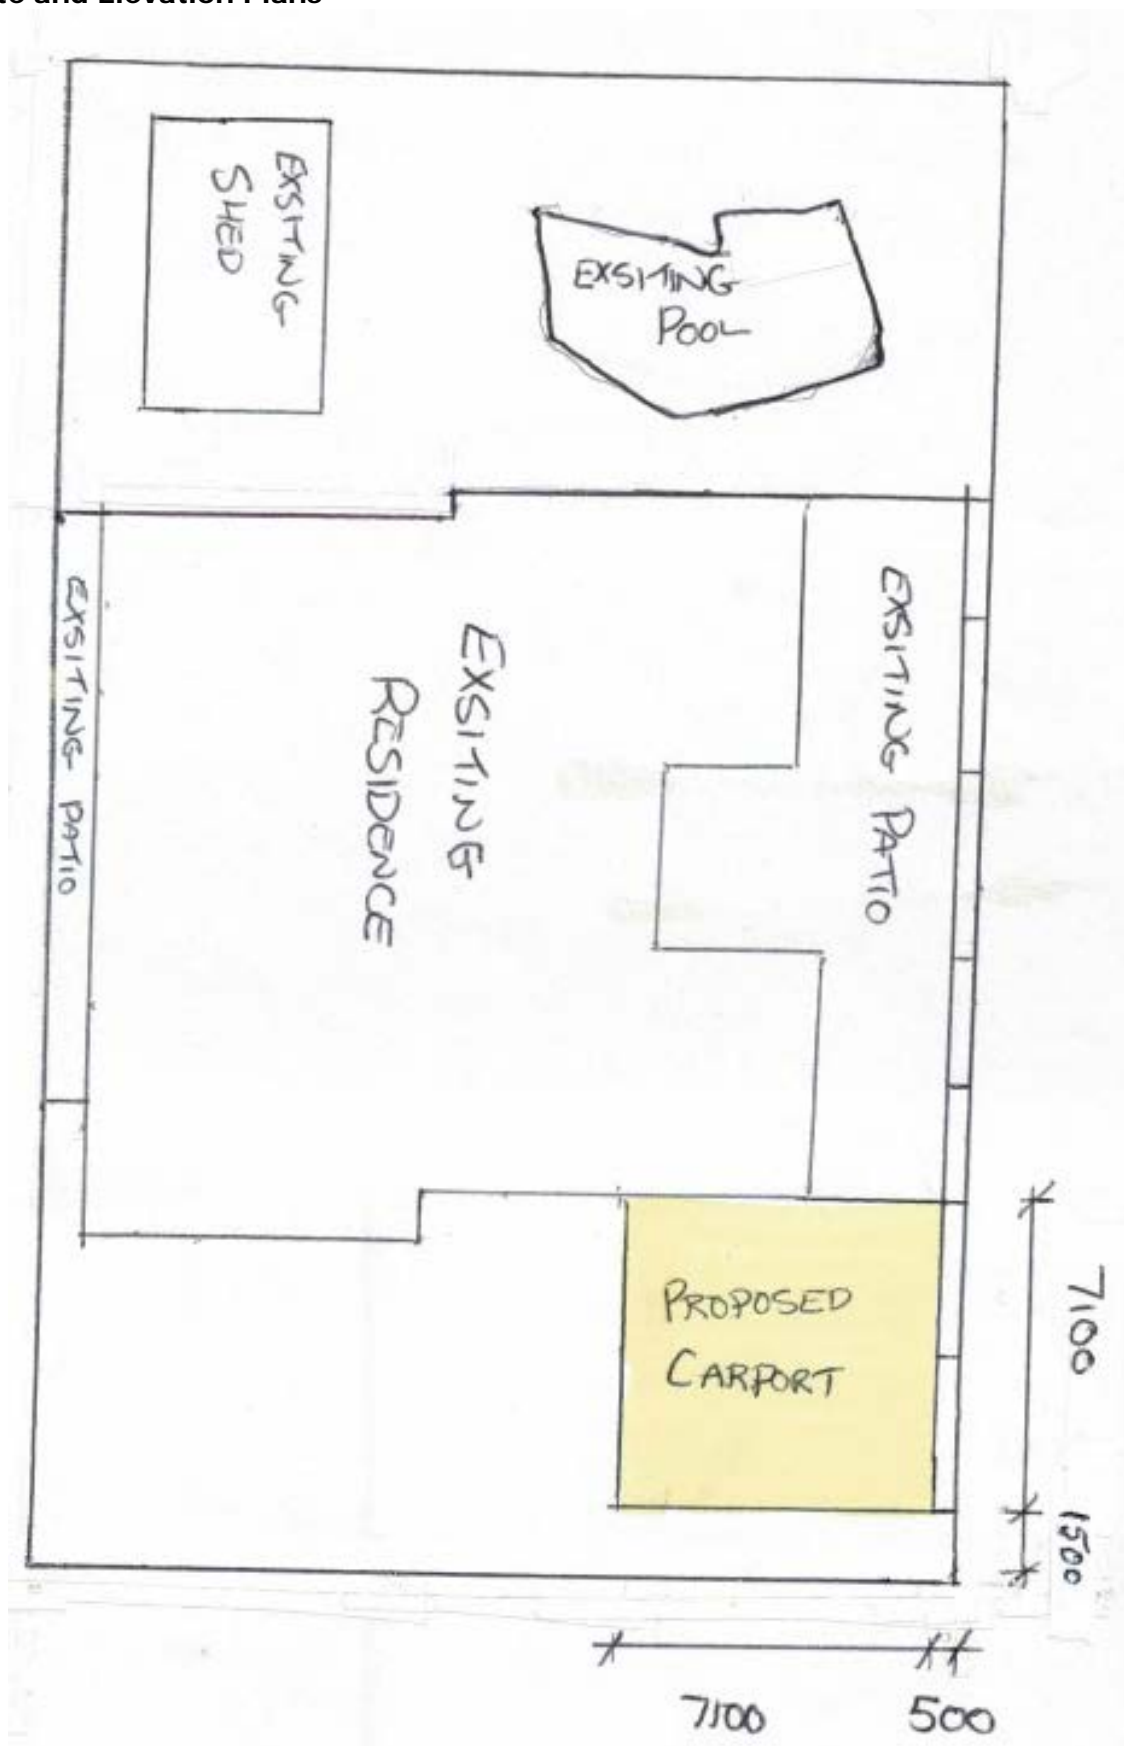 and Elevation Plans
EXSITING
SHED
EXSITING
POOL
EXSITING PATIO
EXSITING
RESIDENCE
EXSITING PATIO
PROPOSED
CARPORT
7100
1500
7100
500